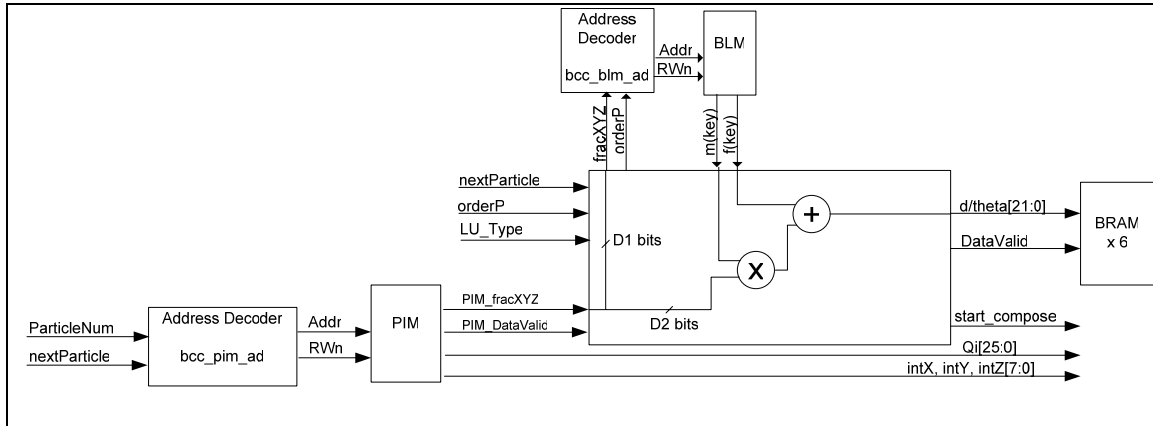 Address
Decoder
bcc_blm_ad
Addr
RWn
BLM
fracXYZ
orderP
m(key)
f(key)
nextParticle
orderP
LU_Type
D1 bits
+
X
d/theta[21:0]
DataValid
BRAM
x 6
PIM_fracXYZ
PIM_DataValid
D2 bits
start_compose
Qi[25:0]
intX, intY, intZ[7:0]
ParticleNum
nextParticle
Address Decoder
bcc_pim_ad
Addr
RWn
PIM